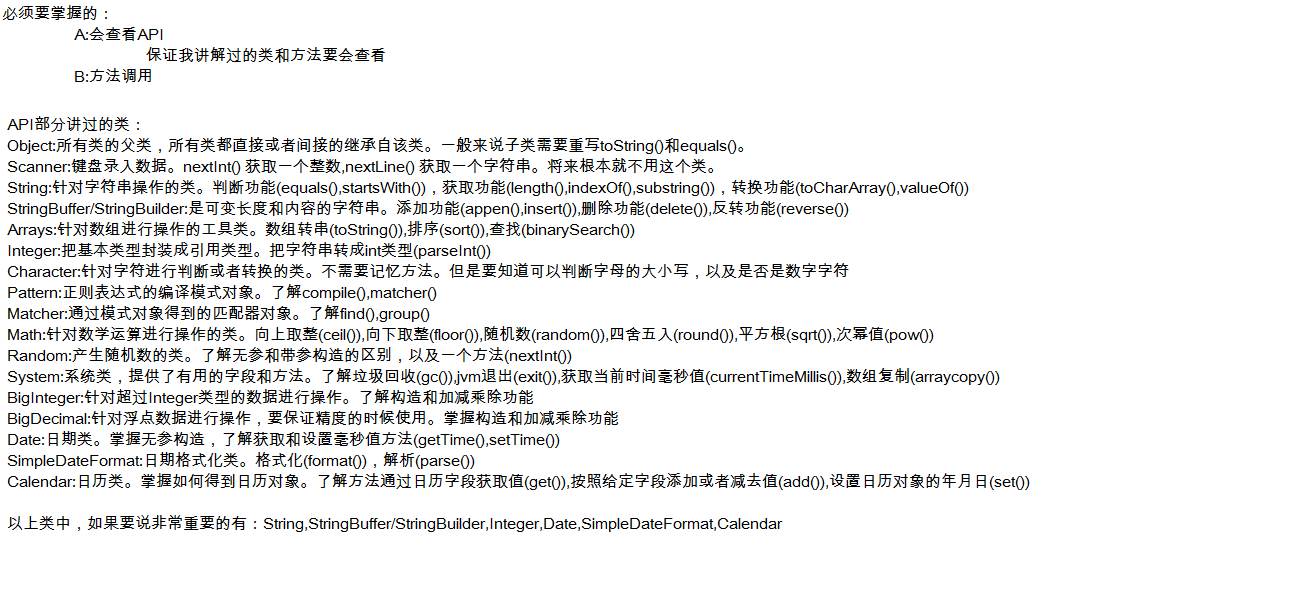 必须要掌握的：
A:会查看API
保证我讲解过的类和方法要会查看
B:方法调用
API部分讲过的类：
Object:所有类的父类，所有类都直接或者间接的继承自该类。一般来说子类需要重写toString()和equals()。
Scanner:键盘录入数据。nextInt() 获取一个整数,nextLine() 获取一个字符串。将来根本就不用这个类。
String:针对字符串操作的类。判断功能(equals(),startsWith())，获取功能(length(),indexOf(),substring())，转换功能(toCharArray(),valueOf())
StringBuffer/StringBuilder:是可变长度和内容的字符串。添加功能(appen(),insert()),删除功能(delete()),反转功能(reverse())
Arrays:针对数组进行操作的工具类。数组转串(toString()),排序(sort()),查找(binarySearch())
Integer:把基本类型封装成引用类型。把字符串转成int类型(parseInt())
Character:针对字符进行判断或者转换的类。不需要记忆方法。但是要知道可以判断字母的大小写，以及是否是数字字符
Pattern:正则表达式的编译模式对象。了解compile(),matcher()
Matcher:通过模式对象得到的匹配器对象。了解find(),group()
Math:针对数学运算进行操作的类。向上取整(ceil()),向下取整(floor()),随机数(random()),四舍五入(round()),平方根(sqrt()),次幂值(pow())
Random:产生随机数的类。了解无参和带参构造的区别，以及一个方法(nextInt())
System:系统类，提供了有用的字段和方法。了解垃圾回收(gc()),jvm退出(exit()),获取当前时间毫秒值(currentTimeMillis()),数组复制(arraycopy())
BigInteger:针对超过Integer类型的数据进行操作。了解构造和加减乘除功能
BigDecimal:针对浮点数据进行操作，要保证精度的时候使用。掌握构造和加减乘除功能
Date:日期类。掌握无参构造，了解获取和设置毫秒值方法(getTime(),setTime())
SimpleDateFormat:日期格式化类。格式化(format())，解析(parse())
Calendar:日历类。掌握如何得到日历对象。了解方法通过日历字段获取值(get()),按照给定字段添加或者减去值(add()),设置日历对象的年月日(set())
以上类中，如果要说非常重要的有：String,StringBuffer/StringBuilder,Integer,Date,SimpleDateFormat,Calendar